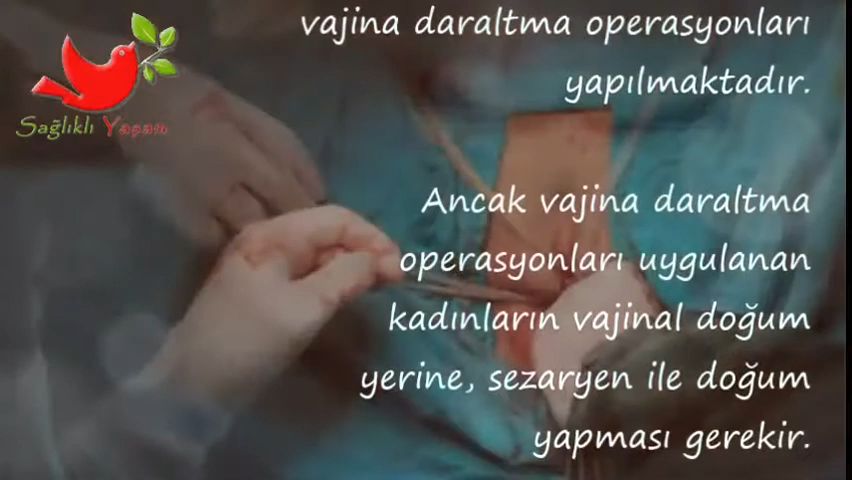 vajina daraltma operasyonları
yapılmaktadır.
Sağlıklı Yaşam
Ancak vajina daraltma
operasyonları uygulanan
kadınların vajinal doğum
yerine, sezaryen ile doğum
yapması gerekir.